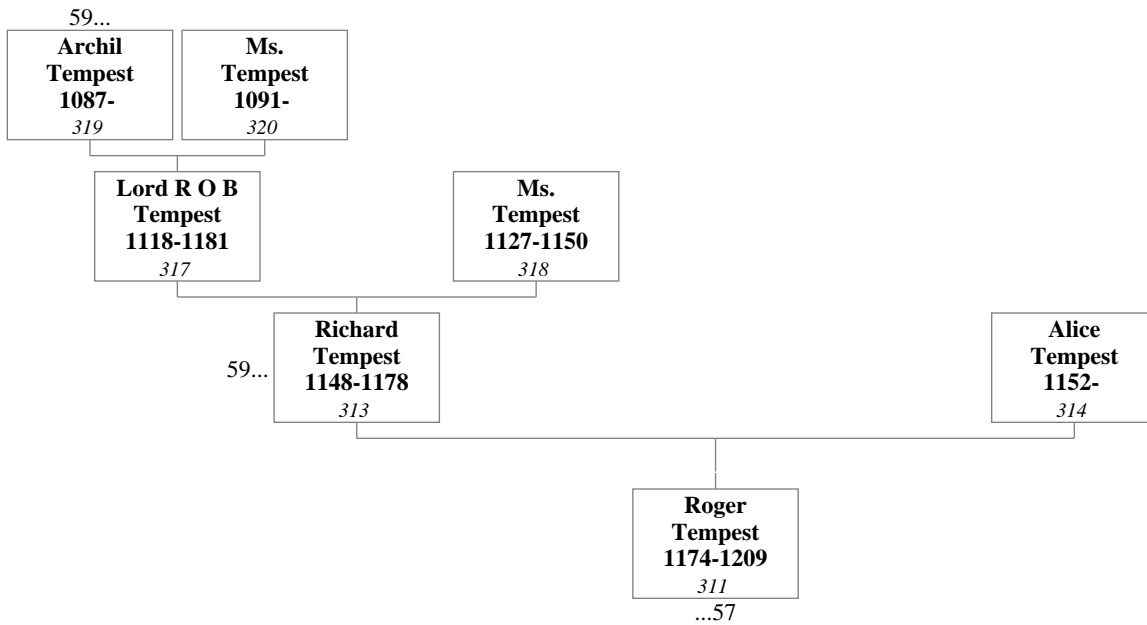 59...
Archil
Tempest
1087-
319
Ms.
Tempest
1091-
320
Lord R O B
Tempest
1118-1181
317
Ms.
Tempest
1127-1150
318
59...
Richard
Tempest
1148-1178
313
Alice
Tempest
1152-
314
Roger
Tempest
1174-1209
311
...57